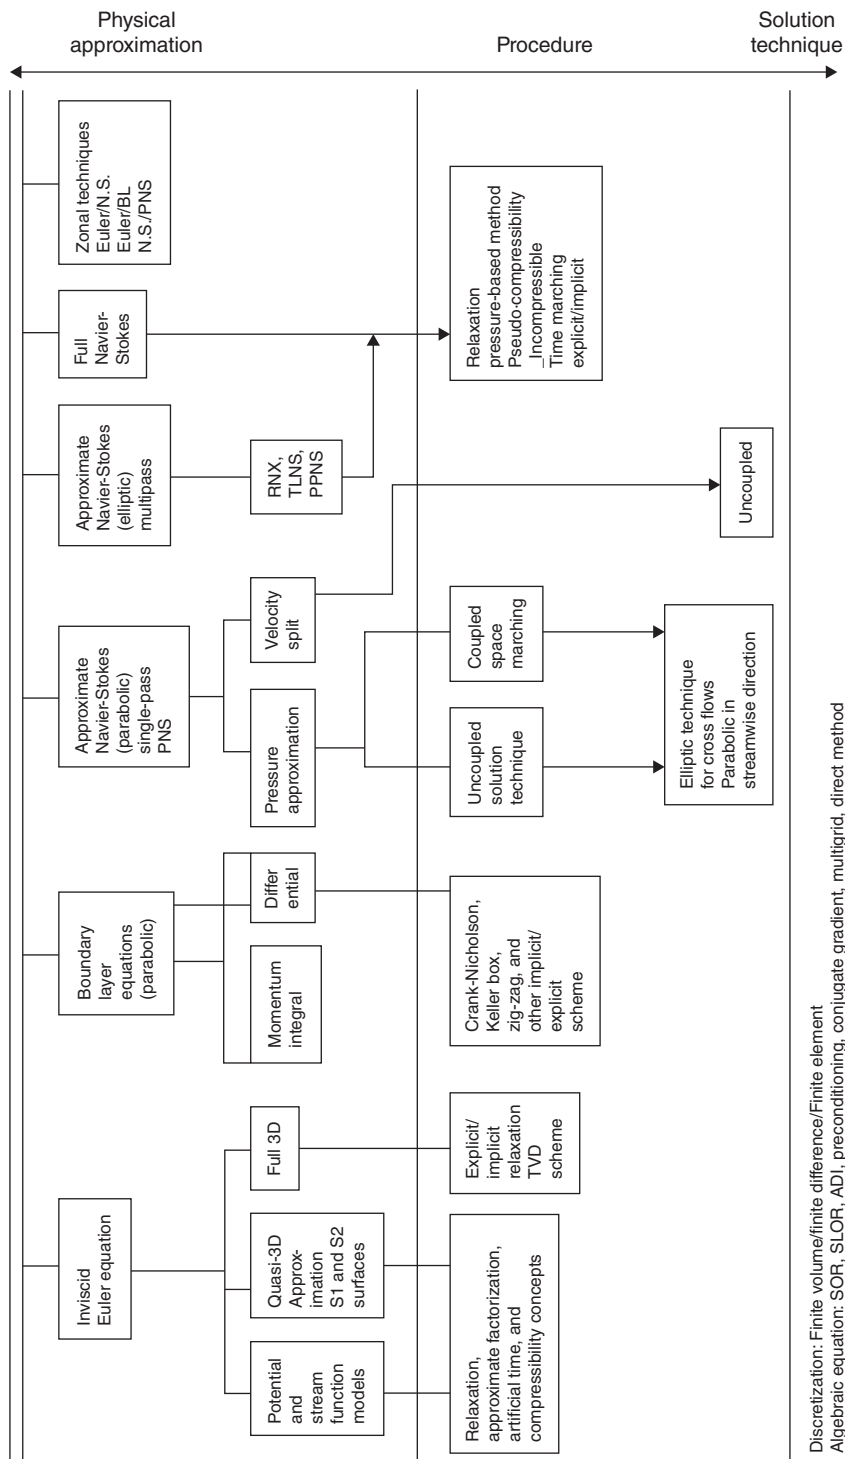 Physical
approximation
Procedure
Solution
technique
Inviscid
Euler equation
Boundary
layer
equations
(parabolic)
Approximate
Navier-Stokes
(parabolic)
single-pass
PNS
Approximate
Navier-Stokes
(elliptic)
multipass
Full
Navier-
Stokes
Zonal techniques
Euler/N.S.
Euler/BL
N.S./PNS
Potential
and
stream
function
models
Quasi-3D
Approx-
imation
S1 and S2
surfaces
Full 3D
Momentum
integral
Differ
ential
Pressure
approximation
Velocity
split
RNX,
TLNS,
PPNS
Relaxation,
approximate factorization,
artificial time, and
compressibility concepts
Explicit/
implicit
relaxation
TVD
scheme
Crank-Nicholson,
Keller box,
zig-zag, and
other implicit/
explicit
scheme
Uncoupled
solution
technique
Coupled
space
marching
Relaxation
pressure-based method
Pseudo-compressibility
_Incompressible
_Time marching
explicit/implicit
Elliptic technique
for cross flows
Parabolic in
streamwise direction
Uncoupled
Discretization: Finite volume/finite difference/Finite element
Algebraic equation: SOR, SLOR, ADI, preconditioning, conjugate gradient, multigrid, direct method